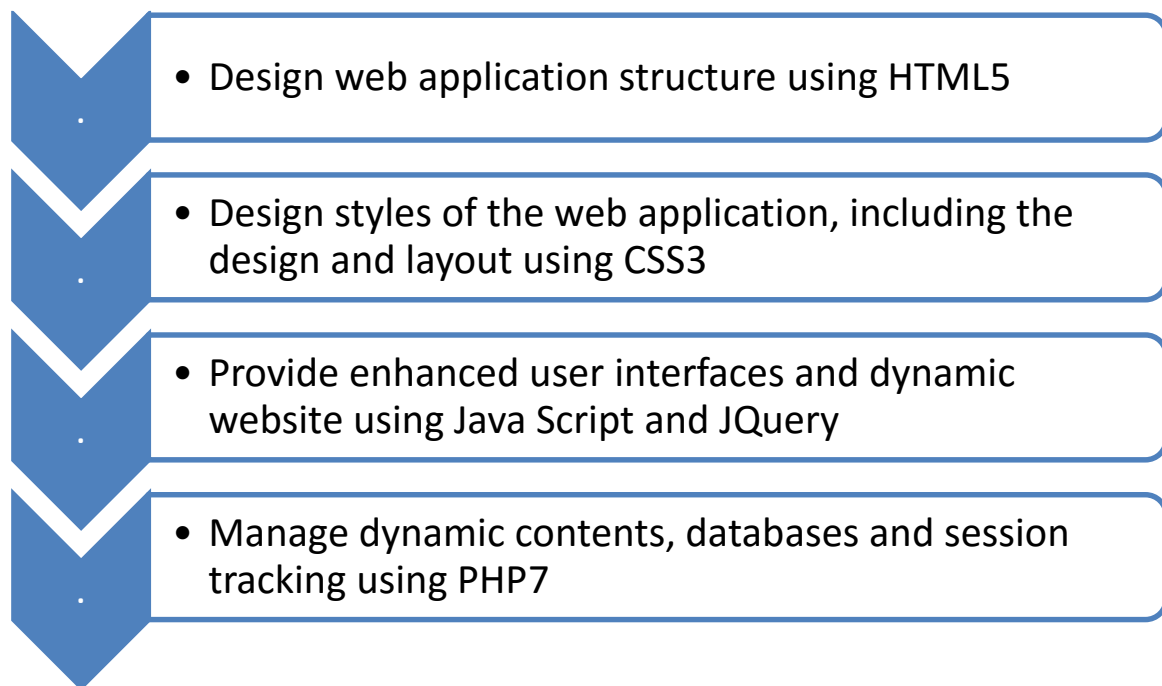 • Design web application structure using HTML5
• Design styles of the web application, including the
design and layout using CSS3
• Provide enhanced user interfaces and dynamic
website using Java Script and JQuery
• Manage dynamic contents, databases and session
tracking using PHP7